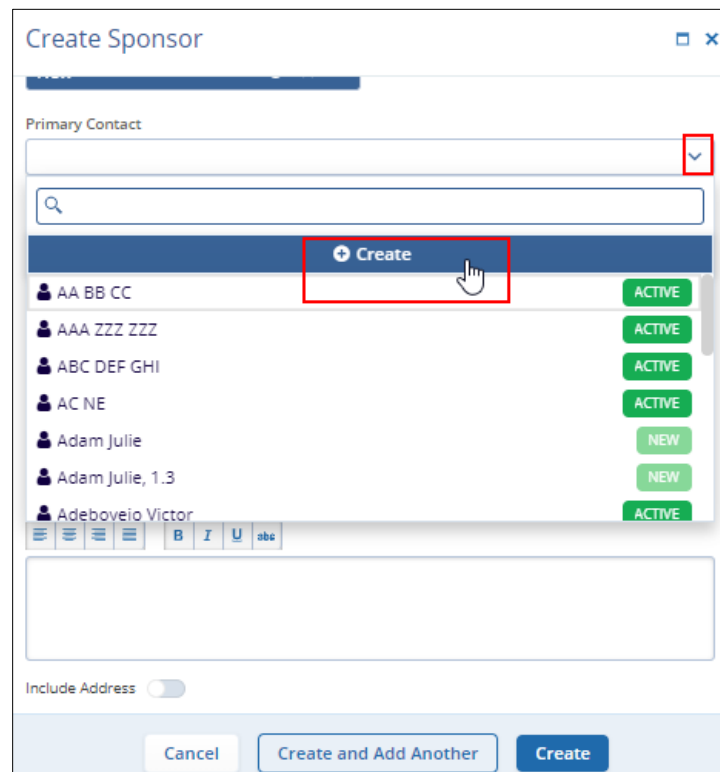 Create Sponsor
Primary Contact
Create
AA BB CC ACTIVE
AAA ZZZ ZZZ ACTIVE
ABC DEF GHI ACTIVE
AC NE ACTIVE
Adam Julie NEW
Adam Julie, 1.3 NEW
Adeboveio Victor ACTIVE
B I U abc
Include Address
Cancel Create and Add Another Create